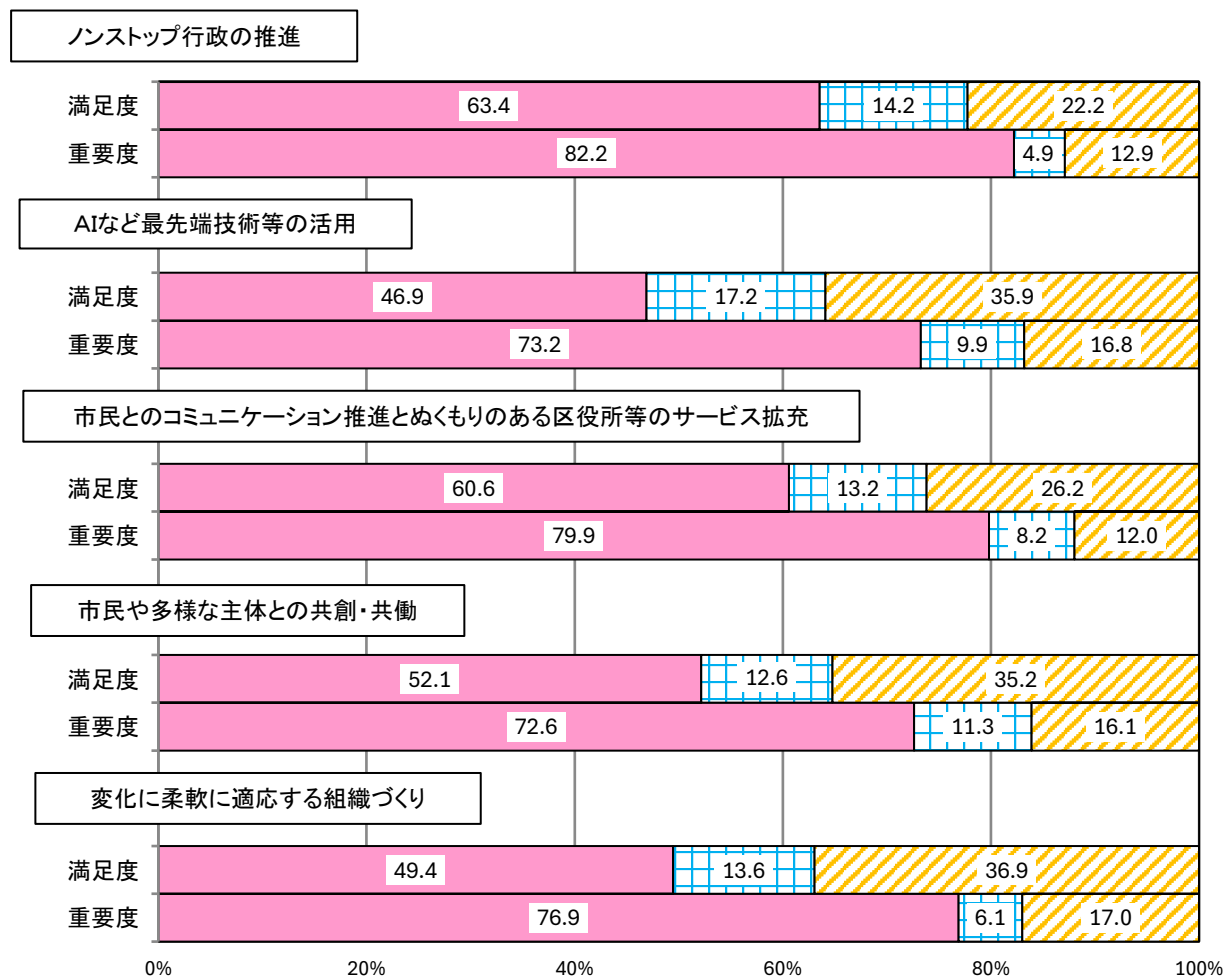 ノンストップ行政の推進
満足度 63.4 14.2 22.2
重要度 82.2 4.9 12.9
AIなど最先端技術等の活用
満足度 46.9 17.2 35.9
重要度 73.2 9.9 16.8
市民とのコミュニケーション推進とぬくもりのある区役所等のサービス拡充
満足度 60.6 13.2 26.2
重要度 79.9 8.2 12.0
市民や多様な主体との共創・共働
満足度 52.1 12.6 35.2
重要度 72.6 11.3 16.1
変化に柔軟に適応する組織づくり
満足度 49.4 13.6 36.9
重要度 76.9 6.1 17.0
0% 20% 40% 60% 80% 100%